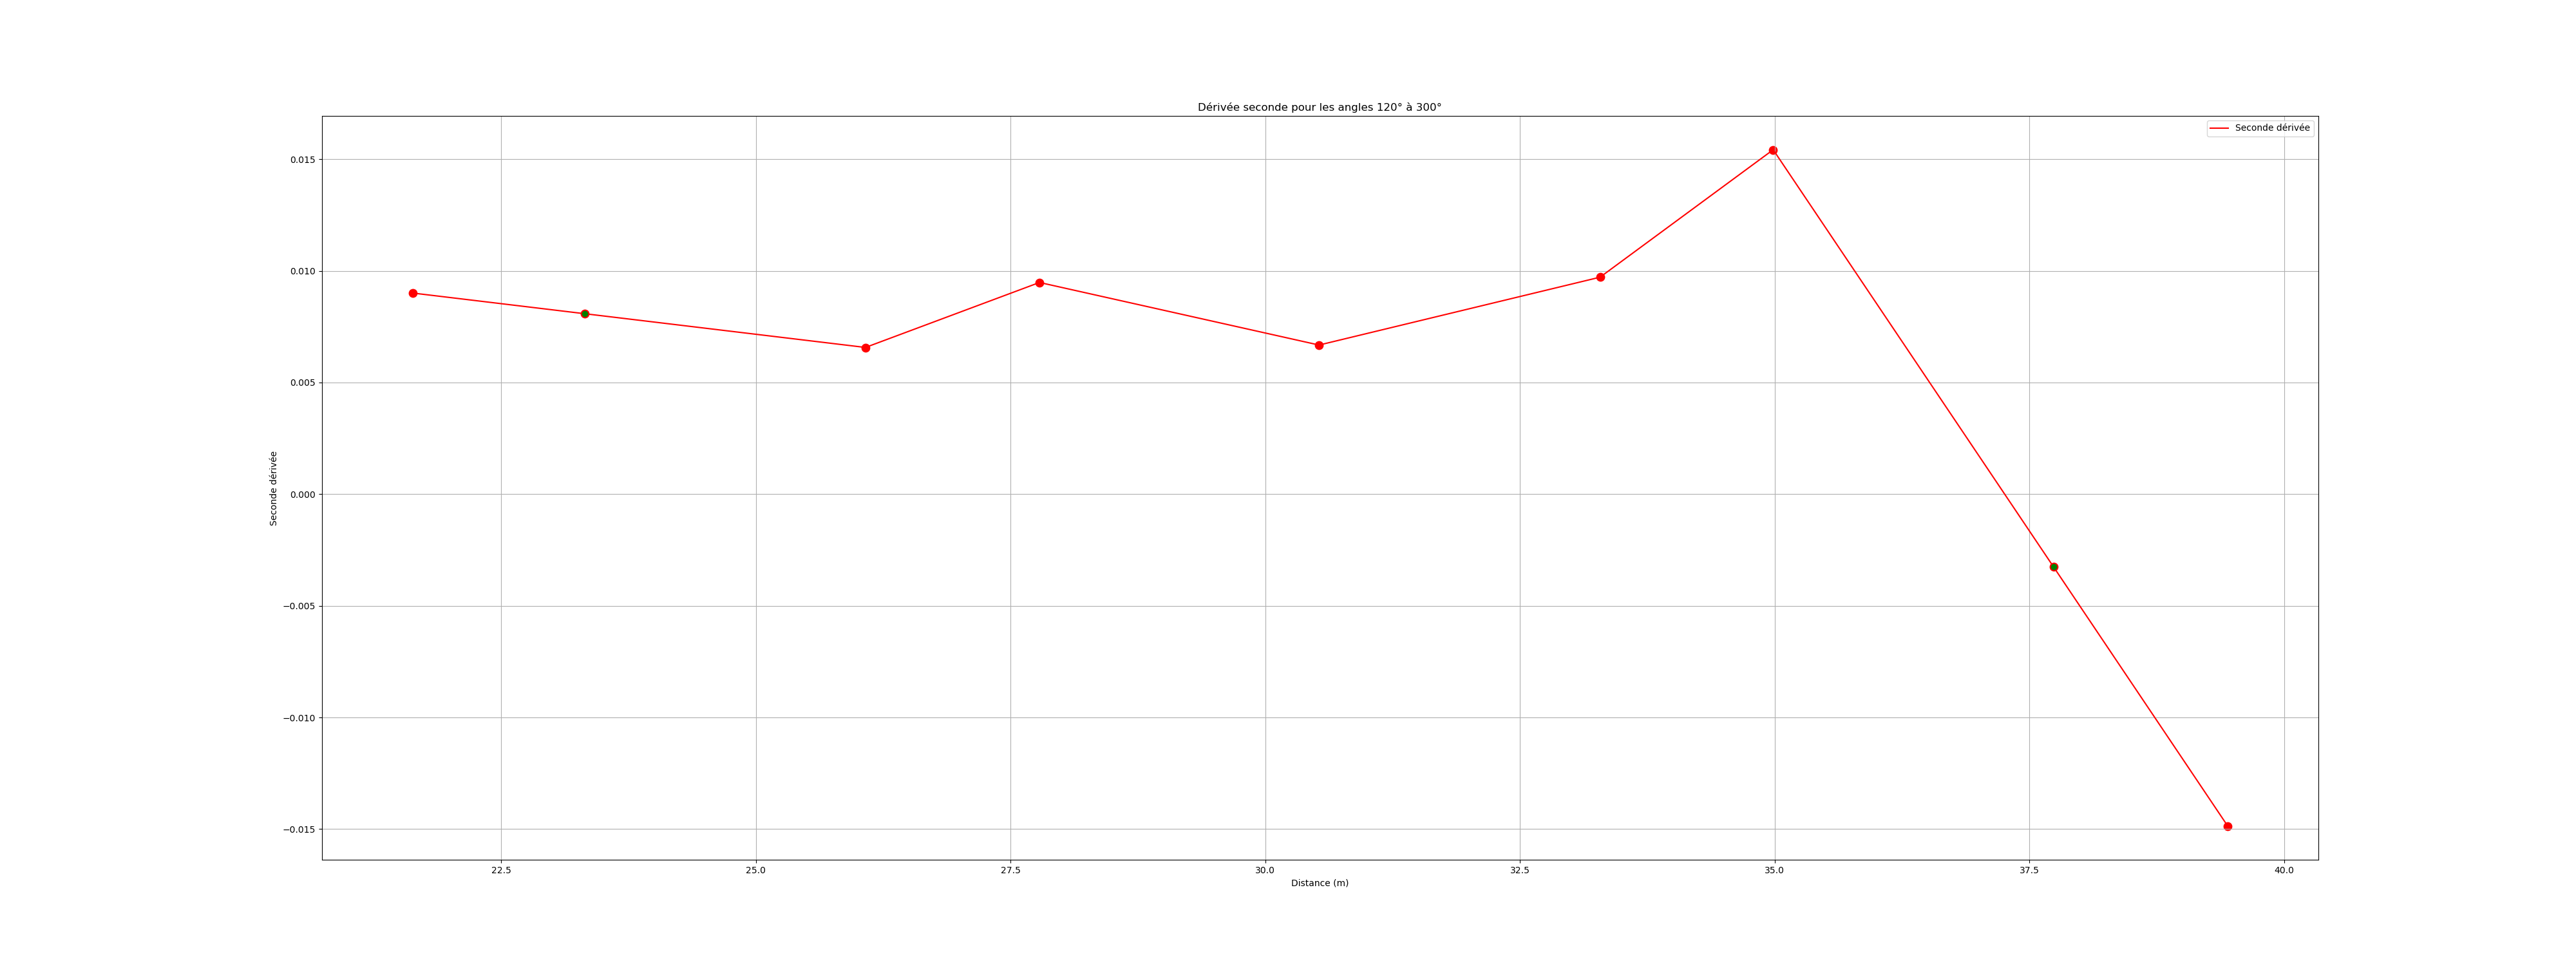 Dérivée seconde pour les angles 120° à 300°
Seconde dérivée
0.015
0.010
0.005
0.000
−0.005
−0.010
−0.015
Seconde dérivée
22.5 25.0 27.5 30.0 32.5 35.0 37.5 40.0
Distance (m)